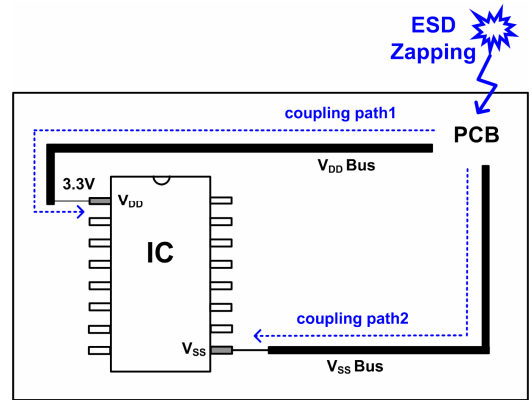 ESD
Zapping
coupling path1
PCB
VDD Bus
3.3V
VDD
IC
coupling path2
VSS
VSS Bus